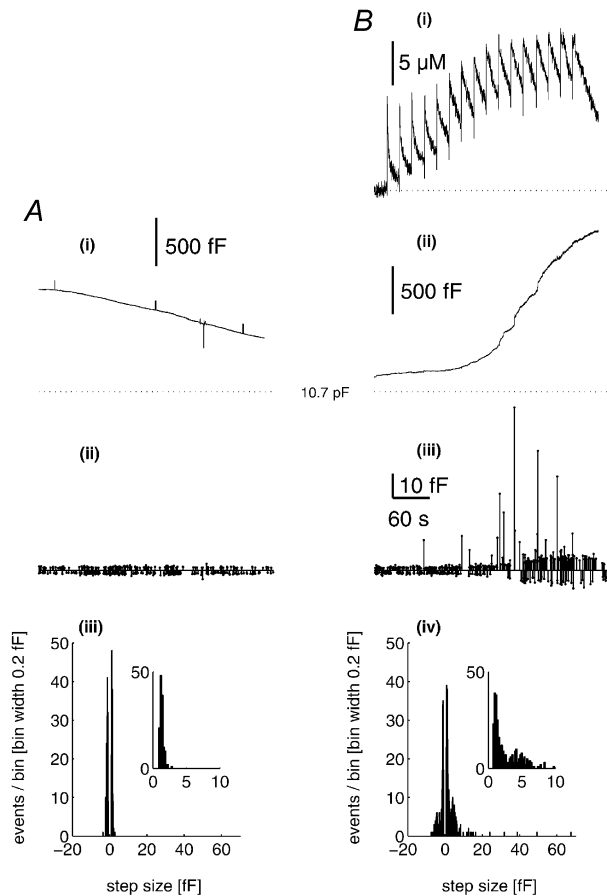 B
(i)
5 µM
A
(i)
500 fF
(ii)
500 fF
10.7 pF
(ii)
(iii)
10 fF
60 s
(iii)
events / bin [bin width 0.2 fF]
50
40
30
20
10
0
−20 0 20 40 60
step size [fF]
50
0
0 5 10
(iv)
events / bin [bin width 0.2 fF]
50
40
30
20
10
0
−20 0 20 40 60
step size [fF]
50
0
0 5 10